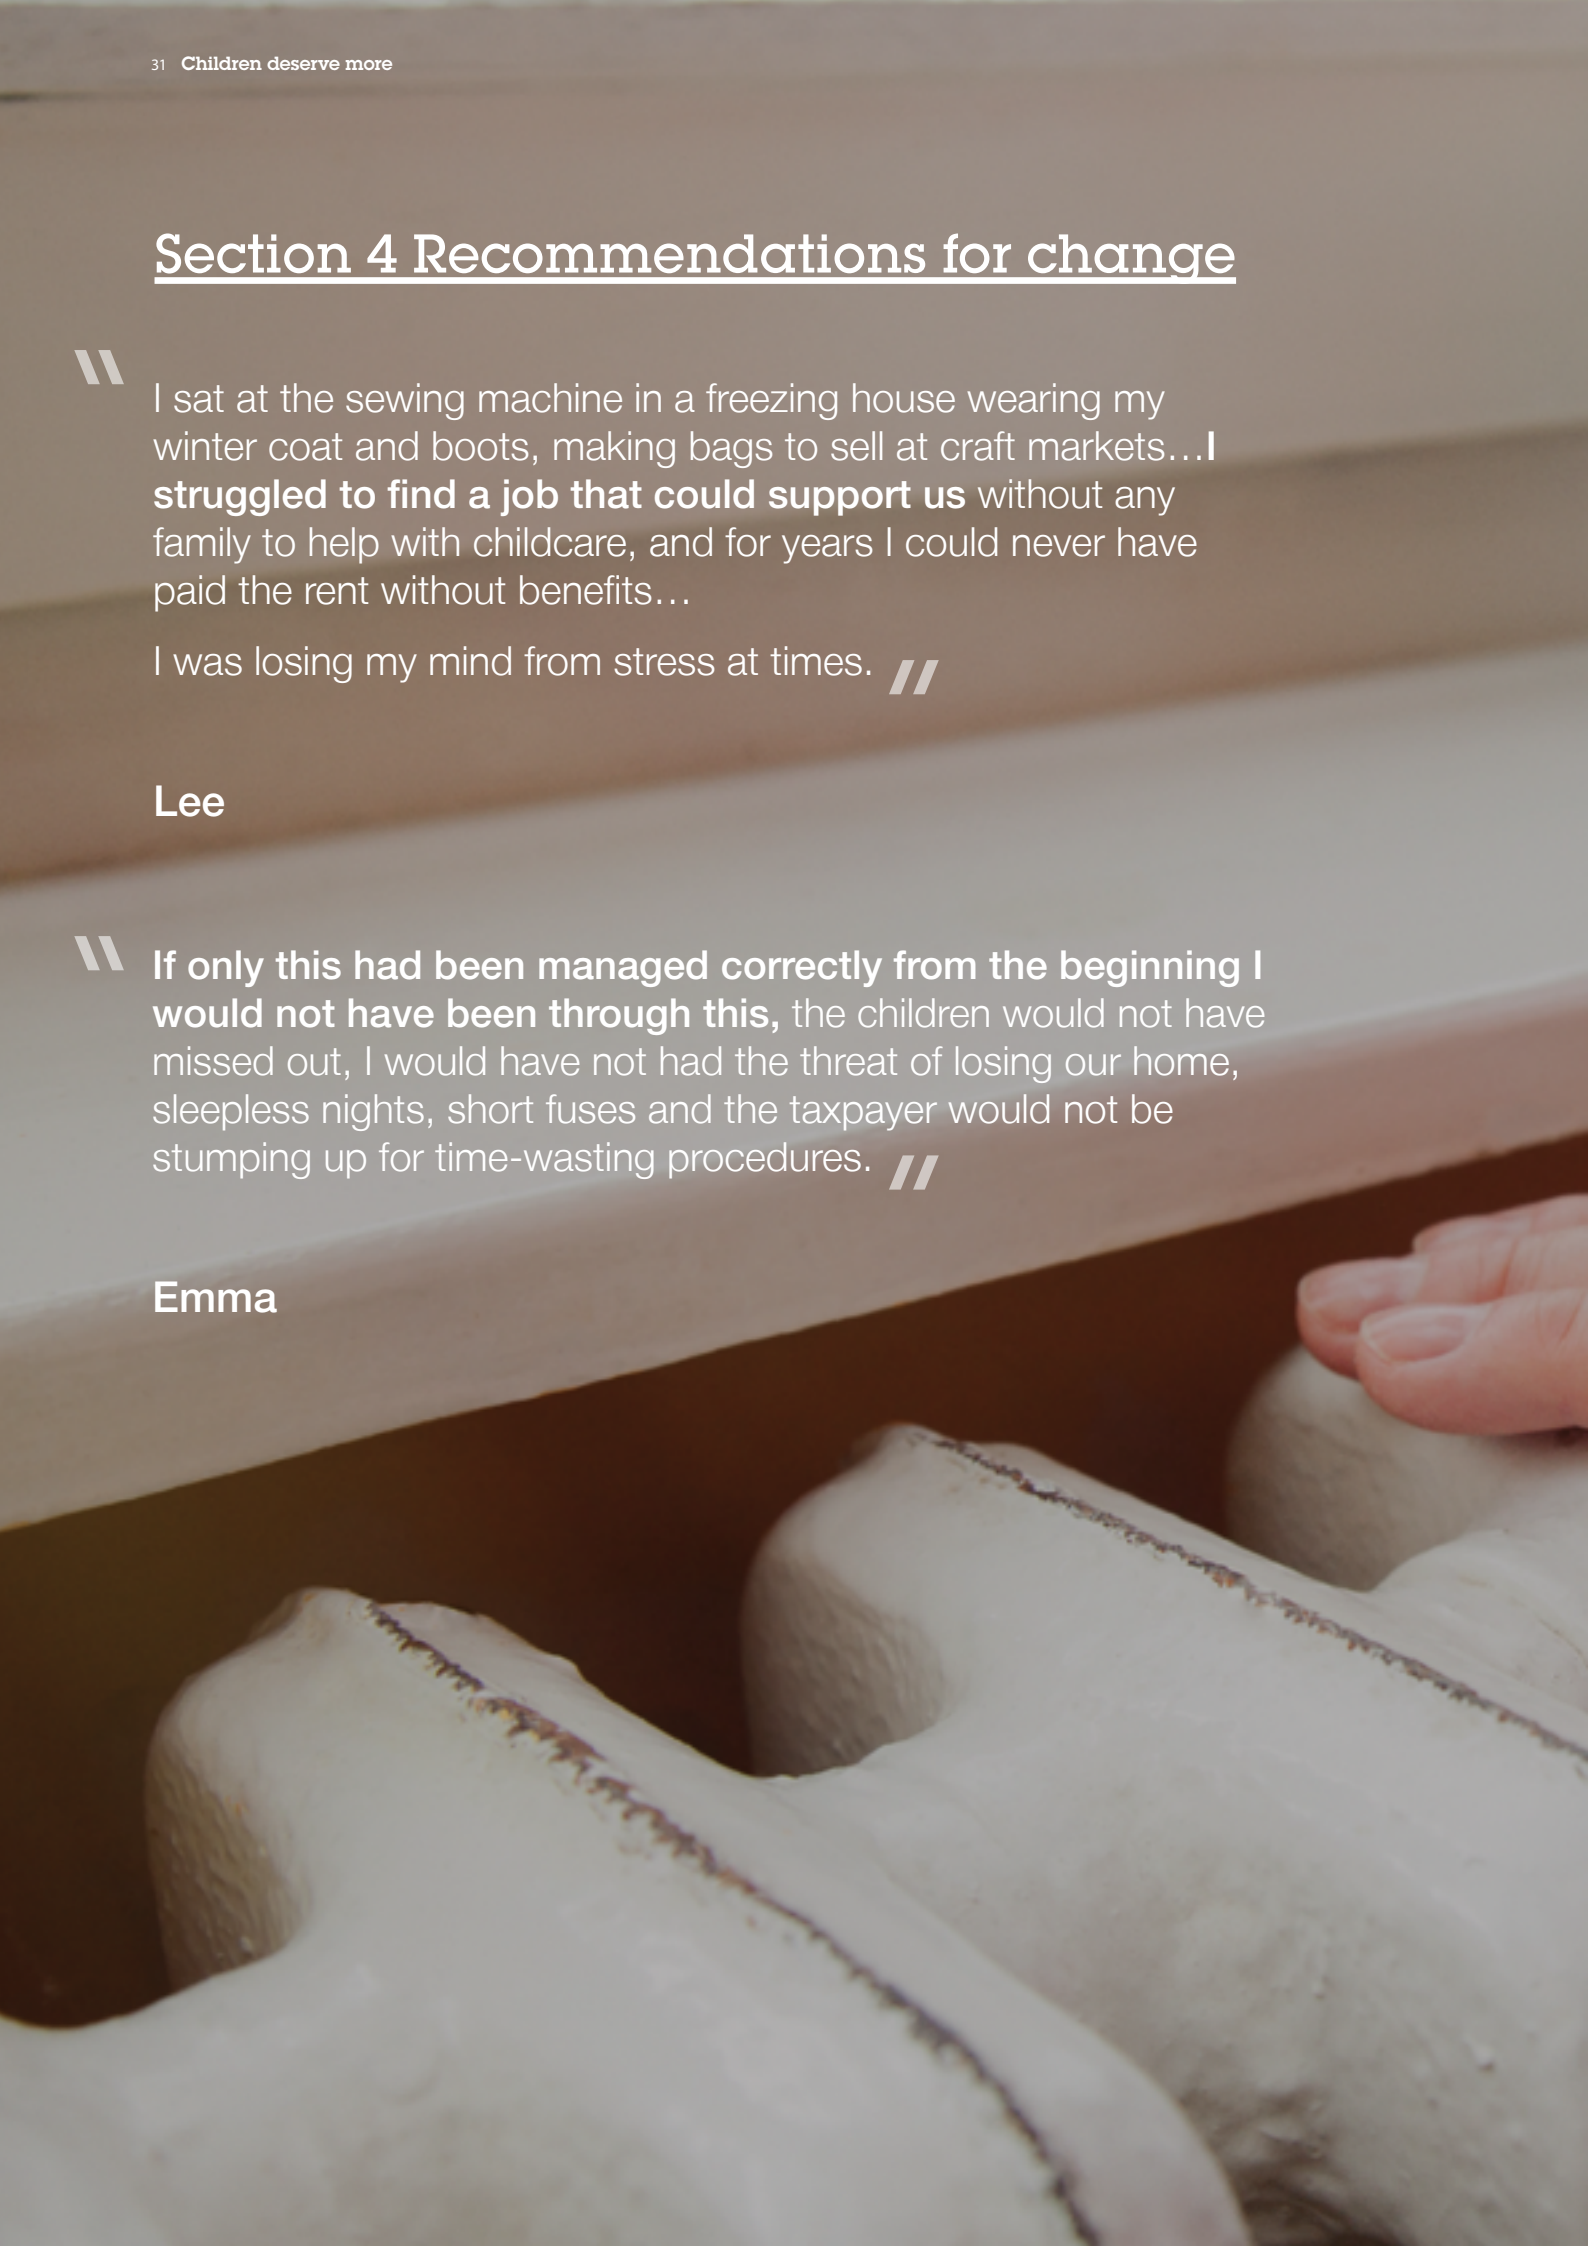 31 Children deserve more
Section 4 Recommendations for change
“ I sat at the sewing machine in a freezing house wearing my
winter coat and boots, making bags to sell at craft markets…I
struggled to find a job that could support us without any
family to help with childcare, and for years I could never have
paid the rent without benefits…
I was losing my mind from stress at times. ”
Lee
“ If only this had been managed correctly from the beginning I
would not have been through this, the children would not have
missed out, I would have not had the threat of losing our home,
sleepless nights, short fuses and the taxpayer would not be
stumping up for time-wasting procedures. ”
Emma